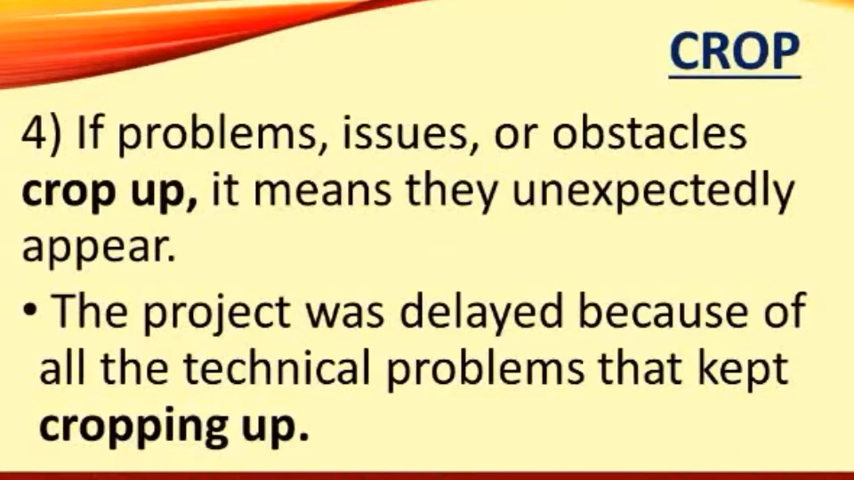 CROP
4) If problems, issues, or obstacles
crop up, it means they unexpectedly
appear.
• The project was delayed because of
all the technical problems that kept
cropping up.